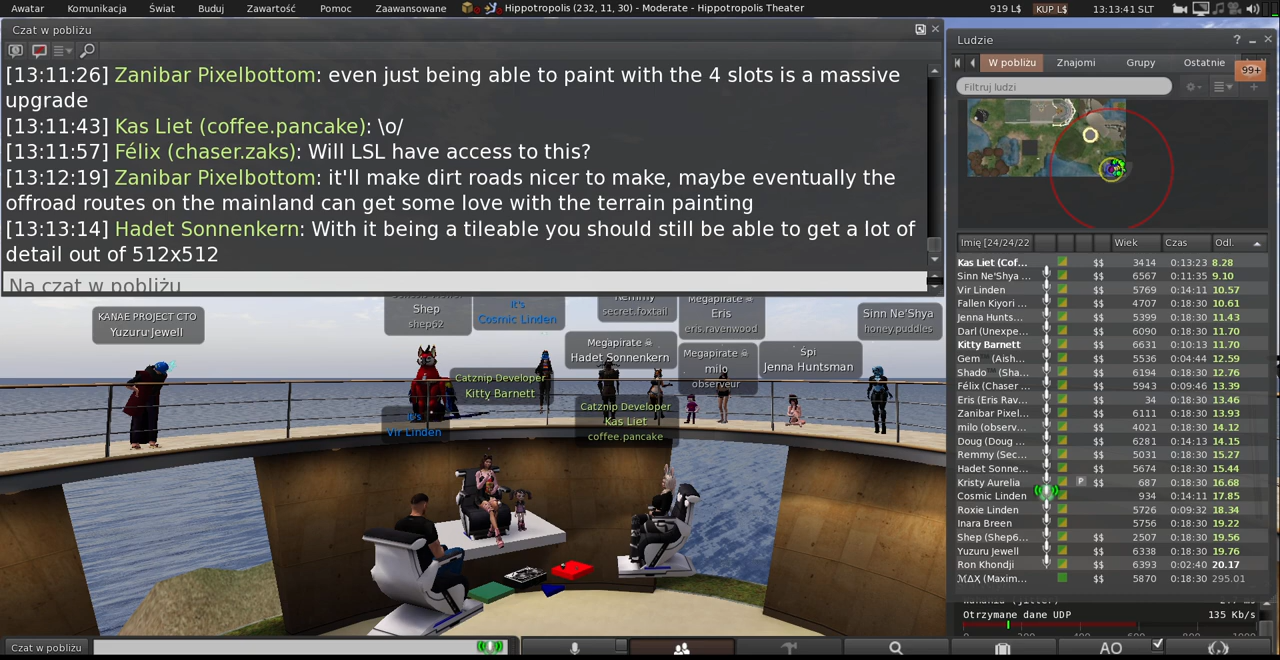 Awatar Komunikacja Świat Buduj Zawartość Pomoc Zaawansowane Hippotropolis (232, 11, 30) - Moderate - Hippotropolis Theater 919 L$ KUP L$ 13:13:41 SLT
Czat w pobliżu
[13:11:26] Zanibar Pixelbottom: even just being able to paint with the 4 slots is a massive
upgrade
[13:11:43] Kas Liet (coffee.pancake): \o/
[13:11:57] Félix (chaser.zaks): Will LSL have access to this?
[13:12:19] Zanibar Pixelbottom: it'll make dirt roads nicer to make, maybe eventually the
offroad routes on the mainland can get some love with the terrain painting
[13:13:14] Hadet Sonnenkern: With it being a tileable you should still be able to get a lot of
detail out of 512x512
Na czat w pobliżu
KANAE PROJECT CTO
Yuzuru Jewell
Shep
shep62
It's
Cosmic Linden
Remmy
secret.foxtail
Megapirate ☠
Eris
eris.ravenwood
Sinn Ne'Shya
honey.puddles
Megapirate ☠
Hadet Sonnenkern
Megapirate ☠
milo
observeur
Śpi
Jenna Huntsman
Catznip Developer
Kitty Barnett
It's
Vir Linden
Catznip Developer
Kas Liet
coffee.pancake
Czat w pobliżu
Ludzie
W pobliżu Znajomi Grupy Ostatnie 99+
Filtruj ludzi
Imię [24/24/22 Wiek Czas Odl.
Kas Liet (Cof... $$ 3414 0:13:23 8.28
Sinn Ne'Shya ... $$ 6567 0:11:35 9.10
Vir Linden $$ 5769 0:14:11 10.57
Fallen Kiyori ... $$ 4707 0:18:30 10.61
Jenna Hunts... $$ 5399 0:18:30 11.43
Darl (Unexpe... $$ 6090 0:18:30 11.70
Kitty Barnett $$ 6631 0:10:13 11.70
Gem™ (Aish... $$ 5536 0:04:44 12.59
Shado™ (Sha... $$ 6194 0:18:30 12.76
Félix (Chaser ... $$ 5943 0:09:46 13.39
Eris (Eris Rav... $$ 34 0:18:30 13.46
Zanibar Pixel... $$ 6111 0:18:30 13.93
milo (observ... $$ 4021 0:18:30 14.12
Doug (Doug ... $$ 6281 0:14:13 14.15
Remmy (Sec... $$ 5031 0:18:30 15.27
Hadet Sonne... $$ 5674 0:18:30 15.44
Kristy Aurelia P $$ 687 0:18:30 16.68
Cosmic Linden 934 0:14:11 17.85
Roxie Linden 5726 0:09:32 18.34
Inara Breen 5756 0:18:30 19.22
Shep (Shep6... $$ 2507 0:18:30 19.56
Yuzuru Jewell $$ 6338 0:18:30 19.76
Ron Khondji $$ 6393 0:02:40 20.17
ℳΔӼ (Maxim... $$ 5870 0:18:30 295.01
Otrzymane dane UDP 135 Kb/s
AO